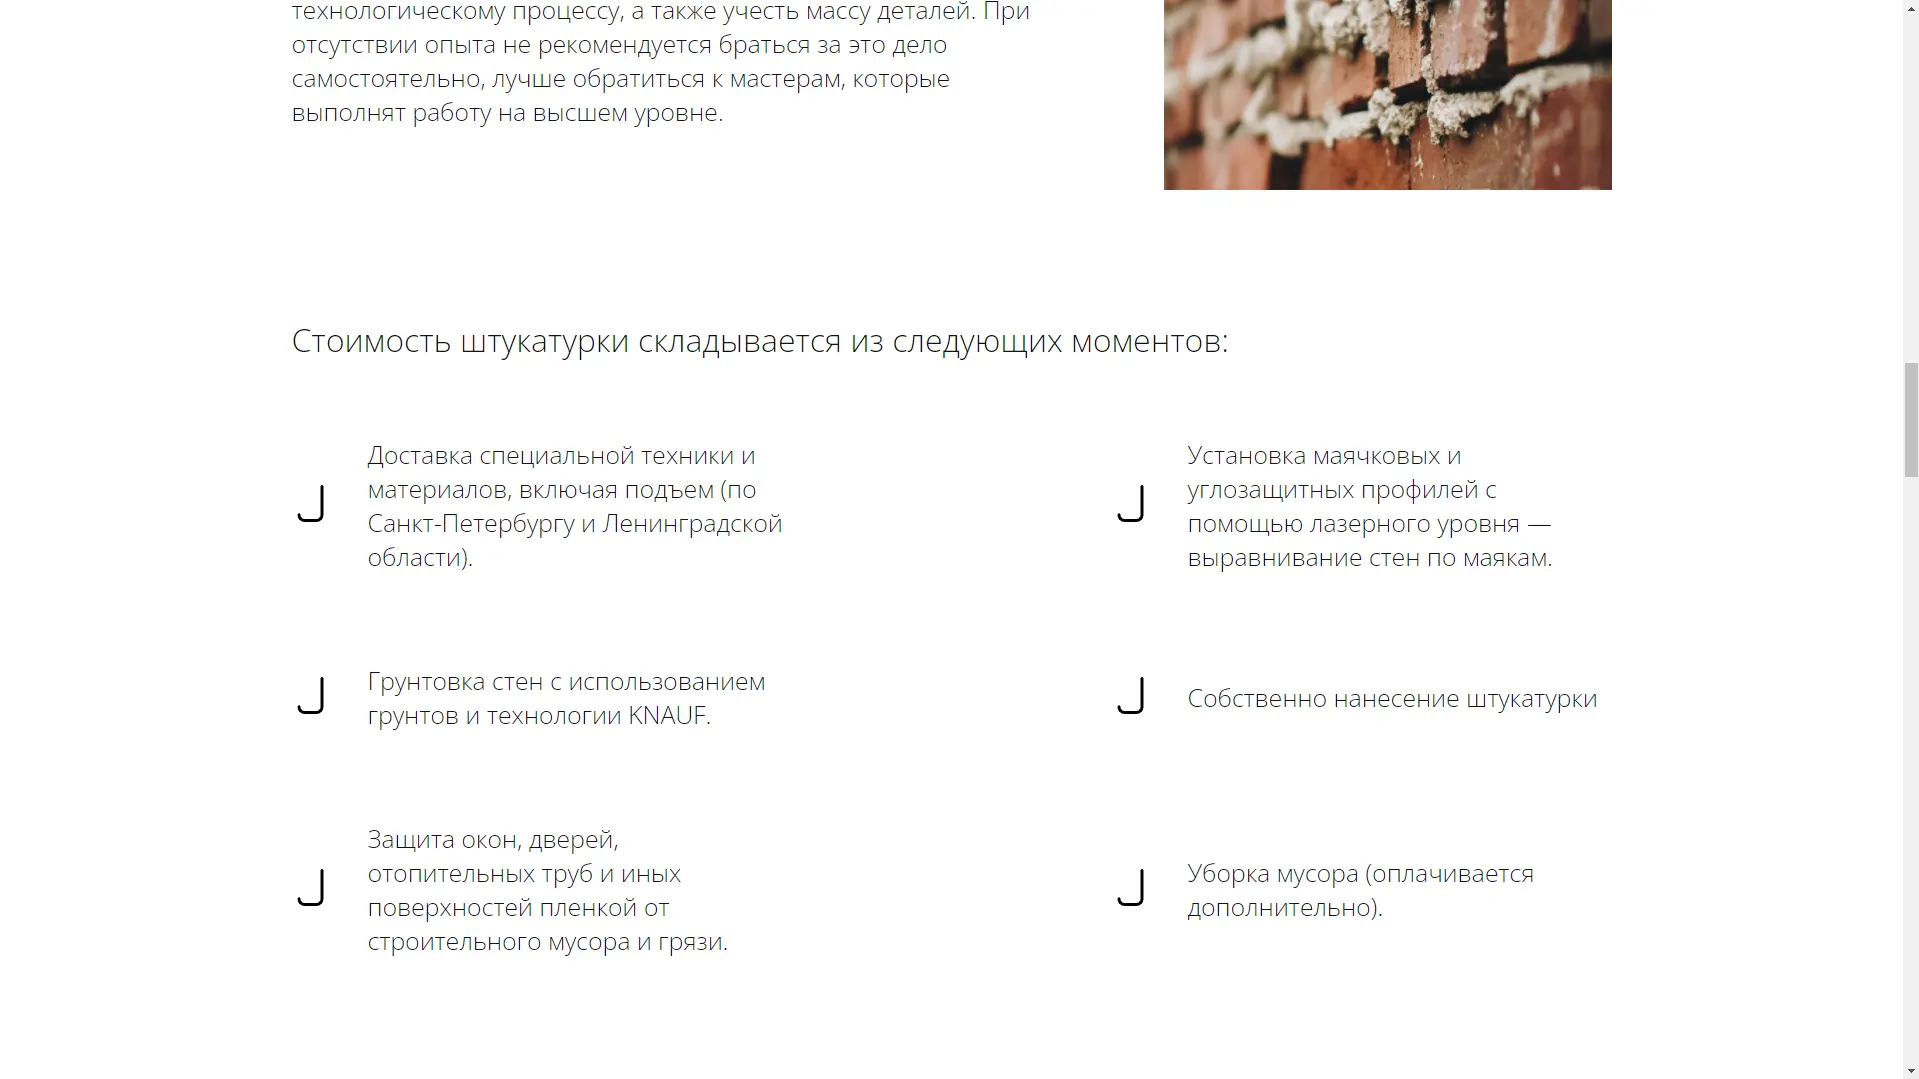 технологическому процессу, а также учесть массу деталей. При
отсутствии опыта не рекомендуется браться за это дело
самостоятельно, лучше обратиться к мастерам, которые
выполнят работу на высшем уровне.
Стоимость штукатурки складывается из следующих моментов:
Доставка специальной техники и
материалов, включая подъем (по
Санкт-Петербургу и Ленинградской
области).
Установка маячковых и
углозащитных профилей с
помощью лазерного уровня —
выравнивание стен по маякам.
Грунтовка стен с использованием
грунтов и технологии KNAUF.
Собственно нанесение штукатурки
Защита окон, дверей,
отопительных труб и иных
поверхностей пленкой от
строительного мусора и грязи.
Уборка мусора (оплачивается
дополнительно).